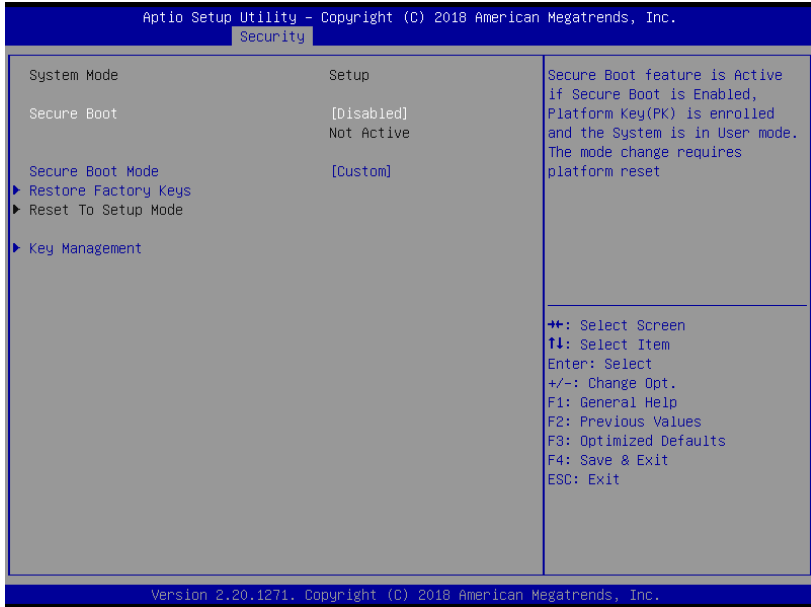 Aptio Setup Utility – Copyright (C) 2018 American Megatrends, Inc.
Security
System Mode Setup
Secure Boot [Disabled]
Not Active
Secure Boot Mode [Custom]
▶ Restore Factory Keys
▶ Reset To Setup Mode
▶ Key Management
Secure Boot feature is Active
if Secure Boot is Enabled,
Platform Key(PK) is enrolled
and the System is in User mode.
The mode change requires
platform reset
→←: Select Screen
↑↓: Select Item
Enter: Select
+/-: Change Opt.
F1: General Help
F2: Previous Values
F3: Optimized Defaults
F4: Save & Exit
ESC: Exit
Version 2.20.1271. Copyright (C) 2018 American Megatrends, Inc.